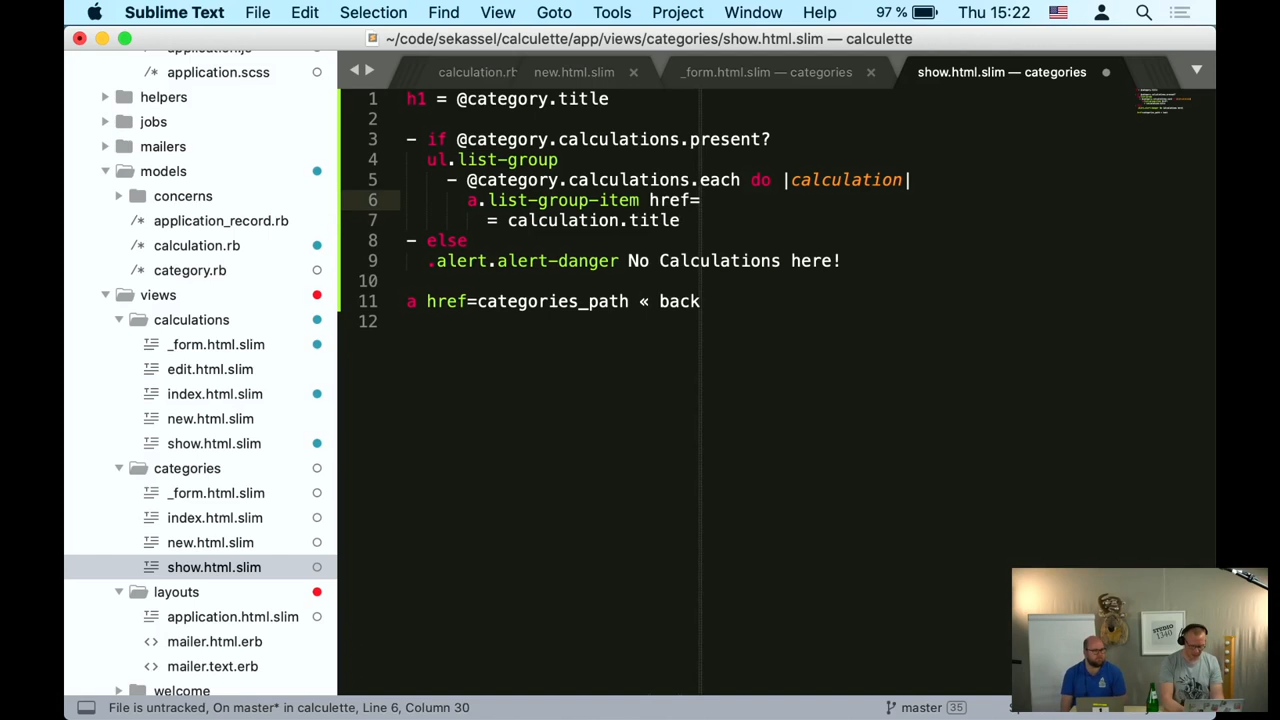 Sublime Text File Edit Selection Find View Goto Tools Project Window Help 97 % Thu 15:22
~/code/sekassel/calculette/app/views/categories/show.html.slim — calculette
calculation.rb new.html.slim × _form.html.slim — categories × show.html.slim — categories
application.scss
helpers
jobs
mailers
models
concerns
application_record.rb
calculation.rb
category.rb
views
calculations
_form.html.slim
edit.html.slim
index.html.slim
new.html.slim
show.html.slim
categories
_form.html.slim
index.html.slim
new.html.slim
show.html.slim
layouts
application.html.slim
mailer.html.erb
mailer.text.erb
welcome
1 h1 = @category.title
2
3 - if @category.calculations.present?
4 ul.list-group
5 - @category.calculations.each do |calculation|
6 a.list-group-item href=
7 = calculation.title
8 - else
9 .alert.alert-danger No Calculations here!
10
11 a href=categories_path « back
12
STUDIO
1340
File is untracked, On master* in calculette, Line 6, Column 30 master 35